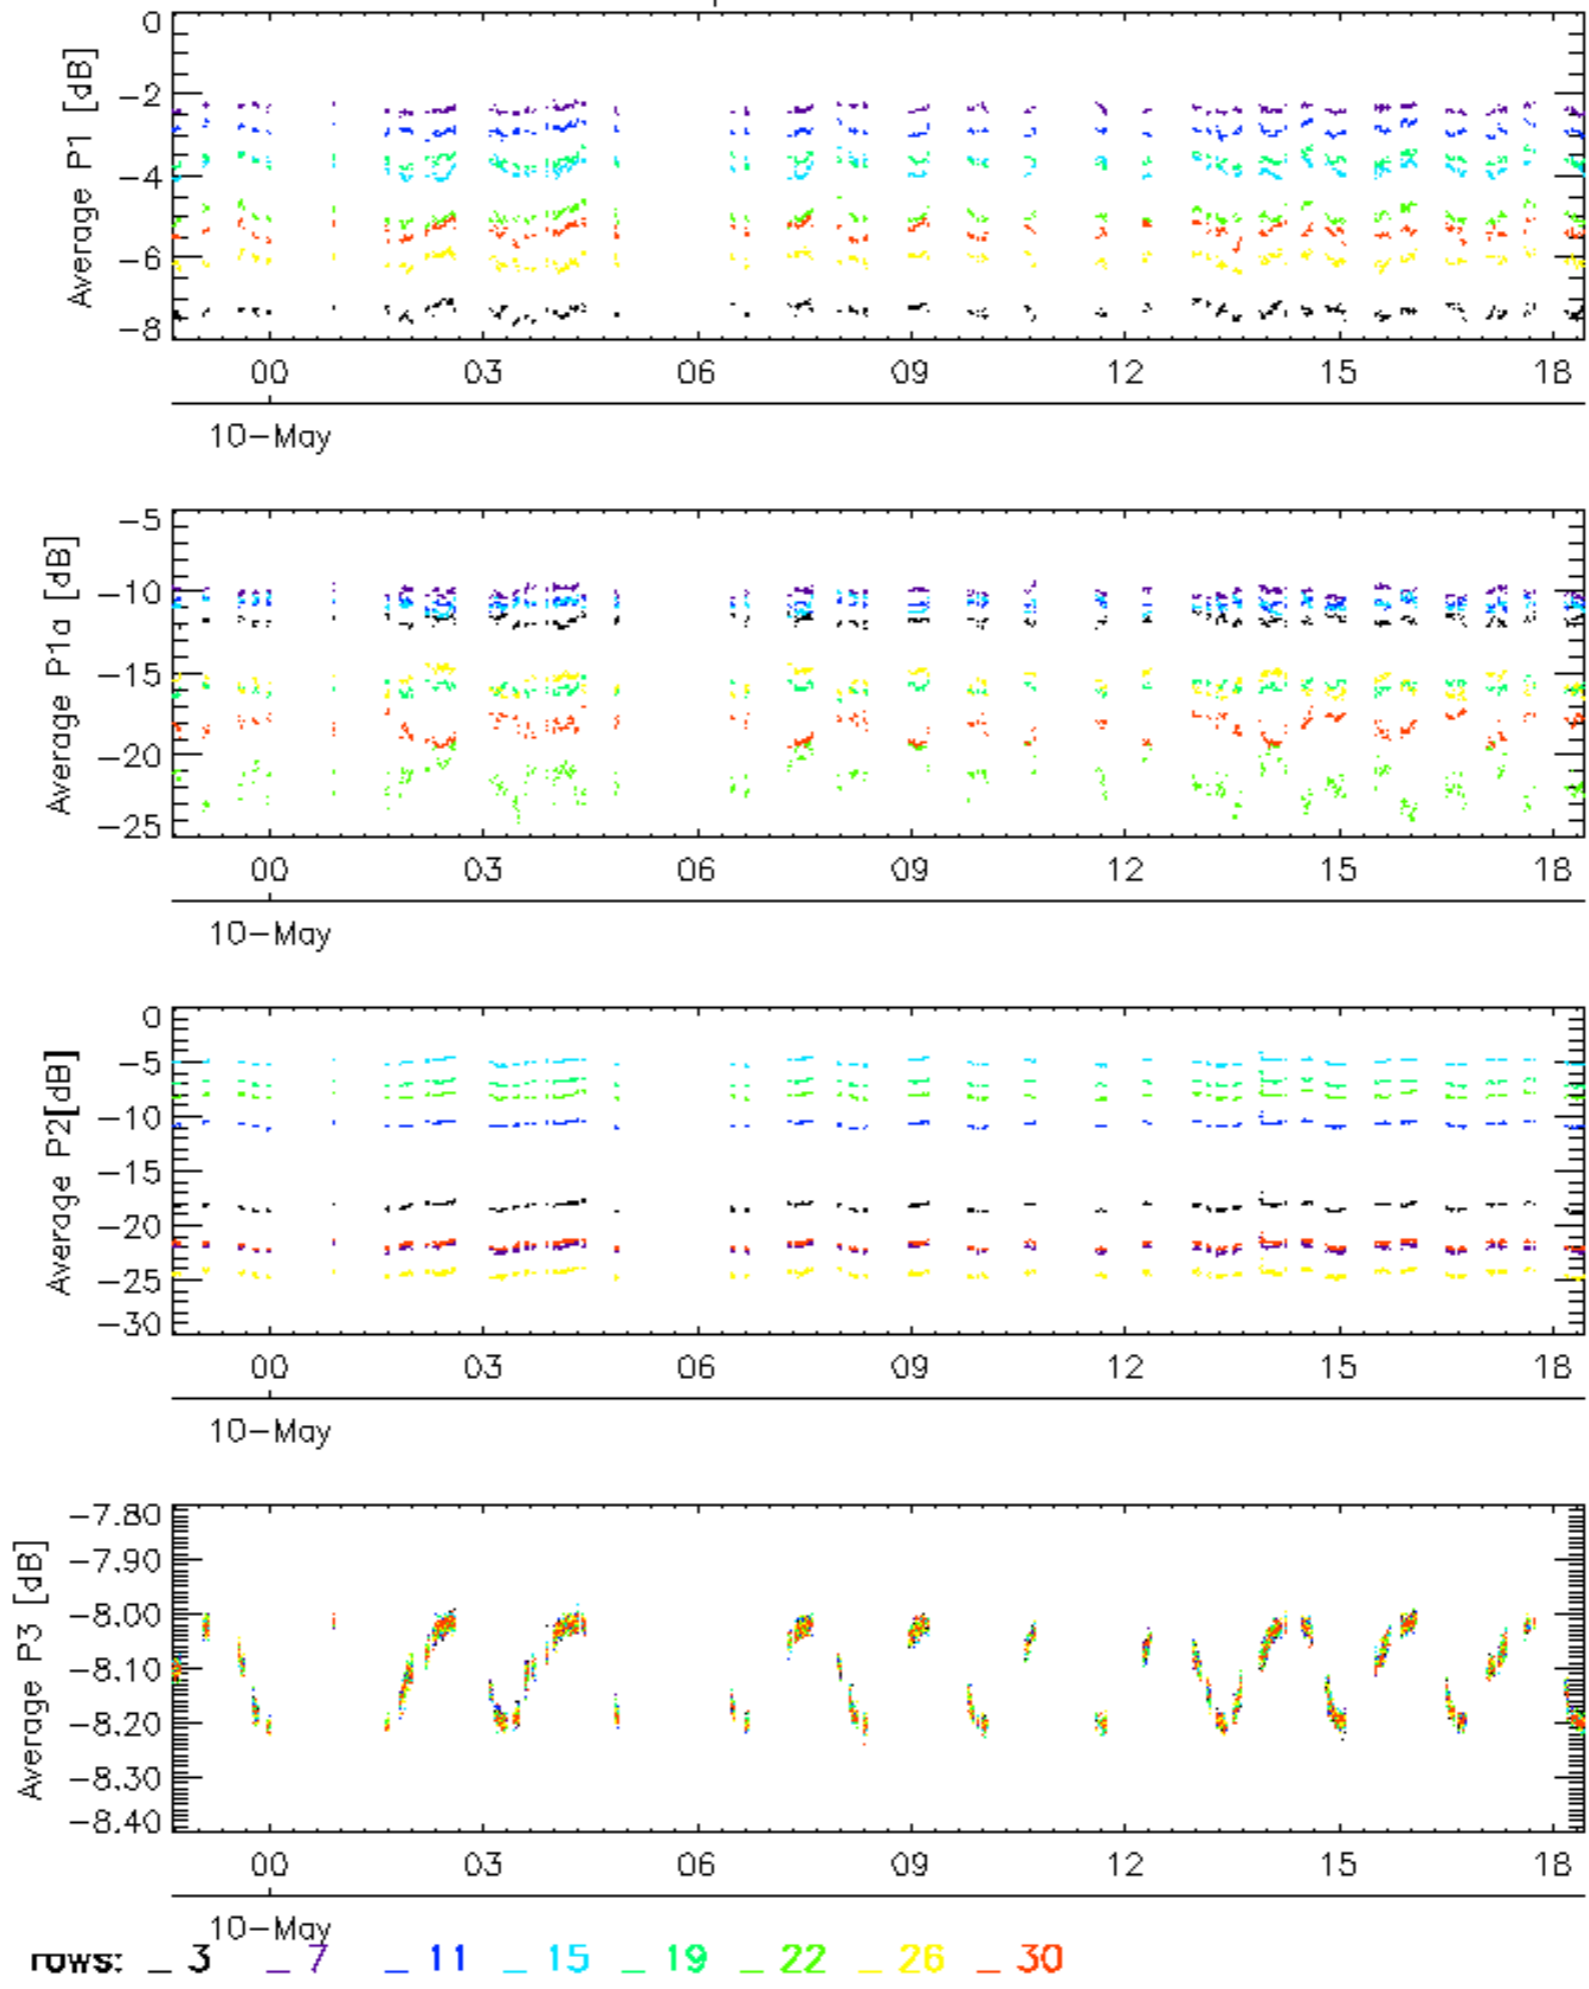 0
−2
−4
−6
−8
Average P1 [dB]
00 03 06 09 12 15 18
10−May
−5
−10
−15
−20
−25
Average P1a [dB]
00 03 06 09 12 15 18
10−May
0
−5
−10
−15
−20
−25
−30
Average P2[dB]
00 03 06 09 12 15 18
10−May
−7.80
−7.90
−8.00
−8.10
−8.20
−8.30
−8.40
Average P3 [dB]
00 03 06 09 12 15 18
10−May
rows: _ 3 _ 7 _ 11 _ 15 _ 19 _ 22 _ 26 _ 30